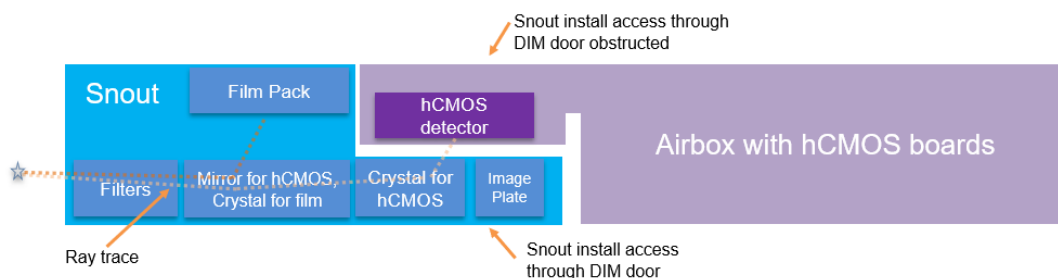 Snout install access through
DIM door obstructed
Snout
Film Pack
hCMOS
detector
Airbox with hCMOS boards
Filters
Mirror for hCMOS,
Crystal for film
Crystal for
hCMOS
Image
Plate
Ray trace
Snout install access
through DIM door